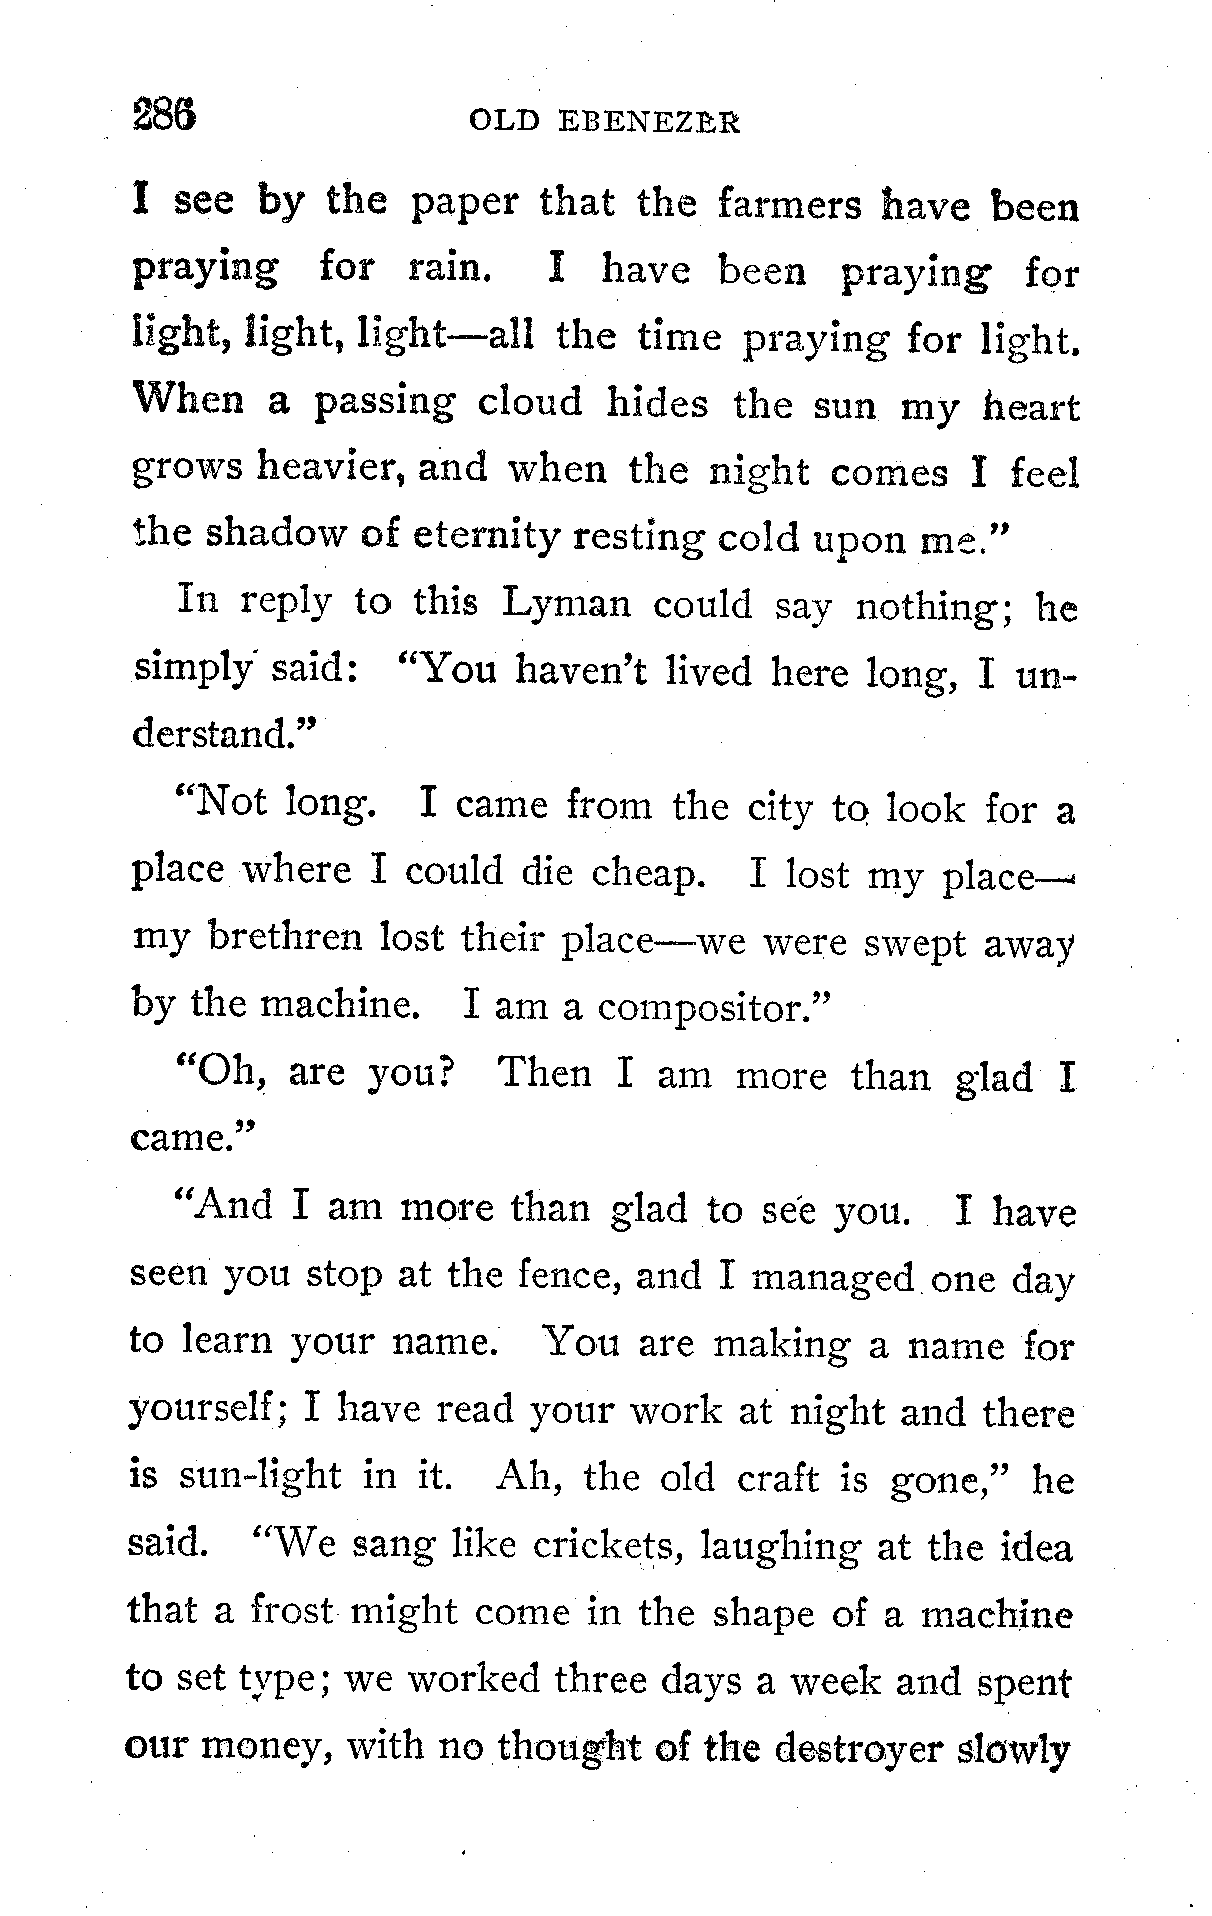 286 OLD EBENEZER
I see by the paper that the farmers have been
praying for rain. I have been praying for
light, light, light—all the time praying for light.
When a passing cloud hides the sun my heart
grows heavier, and when the night comes I feel
the shadow of eternity resting cold upon me.”
In reply to this Lyman could say nothing; he
simply said: “You haven’t lived here long, I un-
derstand.”
“Not long. I came from the city to look for a
place where I could die cheap. I lost my place—
my brethren lost their place—we were swept away
by the machine. I am a compositor.”
“Oh, are you? Then I am more than glad I
came.”
“And I am more than glad to see you. I have
seen you stop at the fence, and I managed one day
to learn your name. You are making a name for
yourself; I have read your work at night and there
is sun-light in it. Ah, the old craft is gone,” he
said. “We sang like crickets, laughing at the idea
that a frost might come in the shape of a machine
to set type; we worked three days a week and spent
our money, with no thought of the destroyer slowly